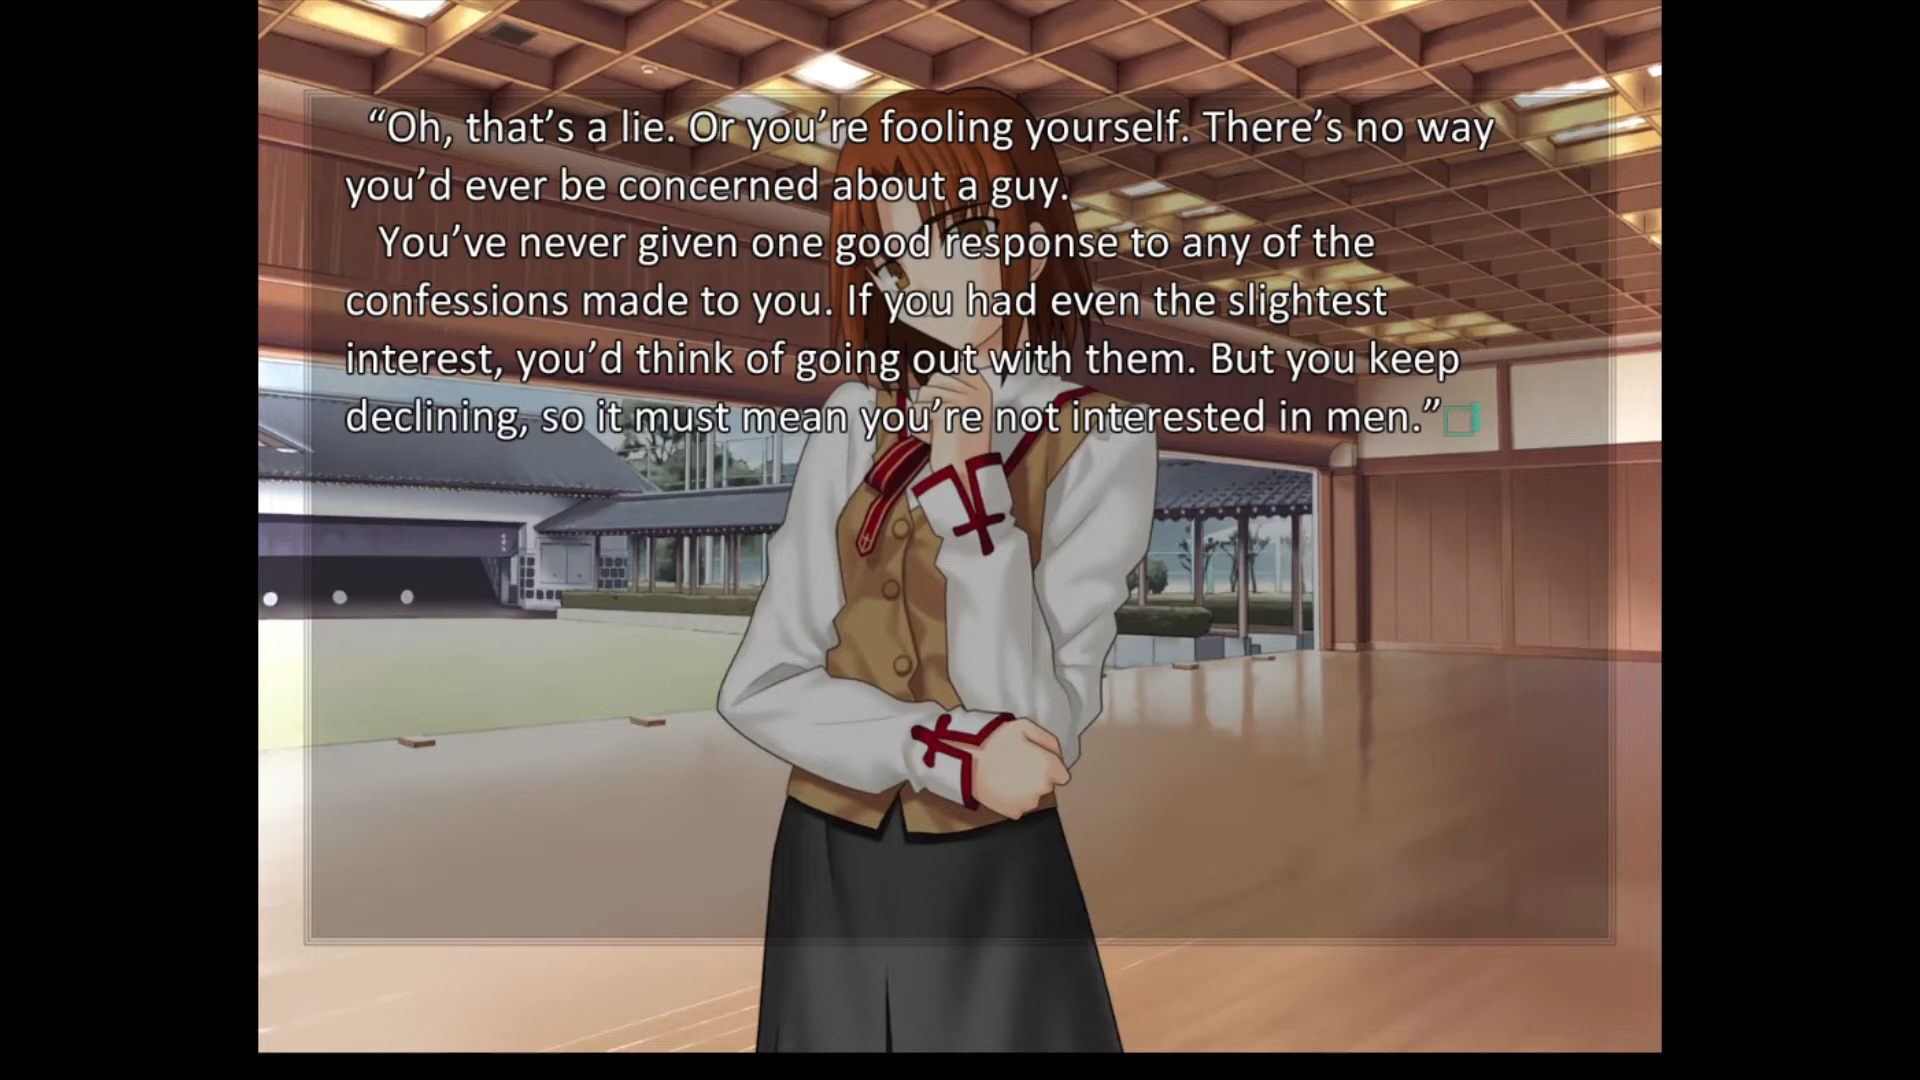 “Oh, that’s a lie. Or you’re fooling yourself. There’s no way
you’d ever be concerned about a guy.
You’ve never given one good response to any of the
confessions made to you. If you had even the slightest
interest, you’d think of going out with them. But you keep
declining, so it must mean you’re not interested in men.”